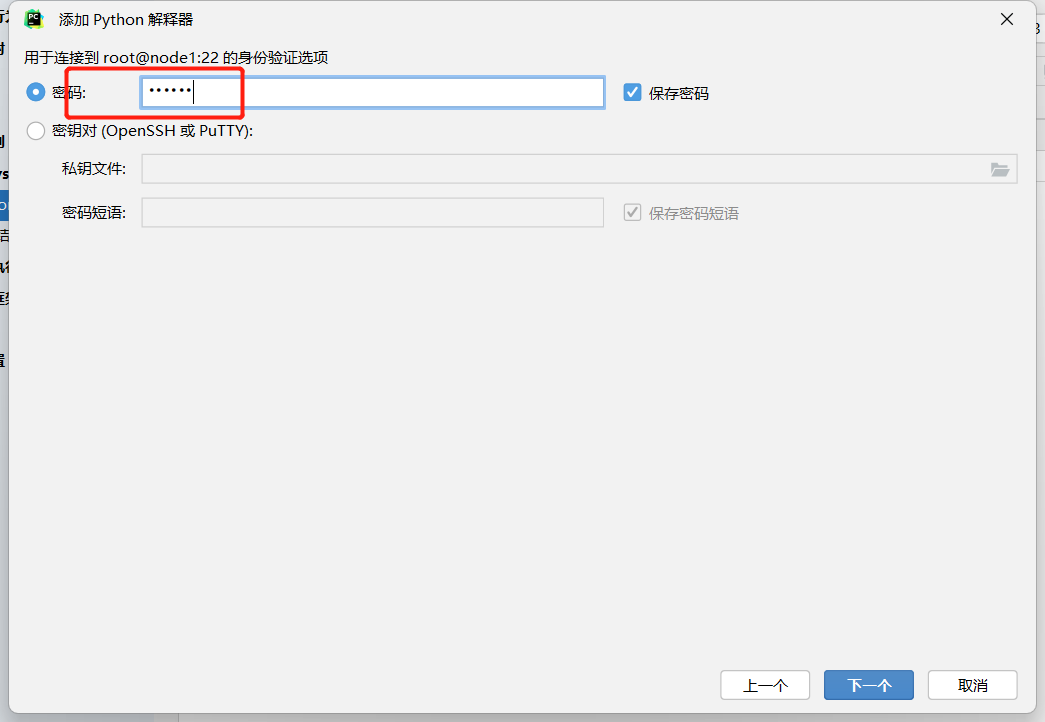 添加 Python 解释器
用于连接到 root@node1:22 的身份验证选项
密码: •••••• 保存密码
密钥对 (OpenSSH 或 PuTTY):
私钥文件:
密码短语: 保存密码短语
上一个 下一个 取消